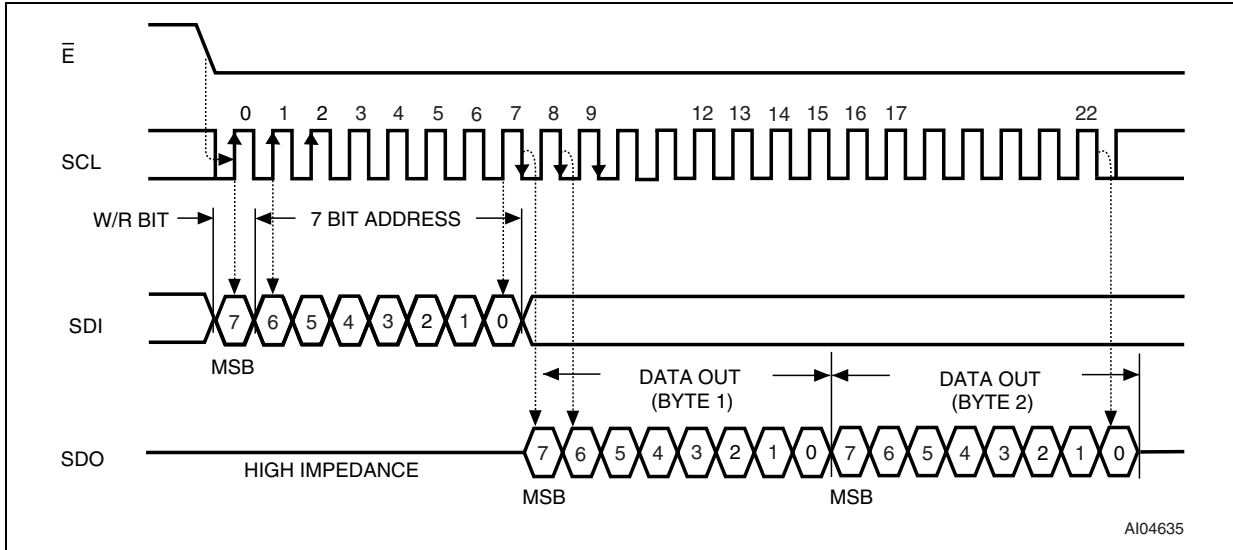 E
0 1 2 3 4 5 6 7 8 9 12 13 14 15 16 17 22
SCL
W/R BIT 7 BIT ADDRESS
SDI 7 6 5 4 3 2 1 0
MSB
DATA OUT (BYTE 1)
DATA OUT (BYTE 2)
SDO HIGH IMPEDANCE 7 6 5 4 3 2 1 0 7 6 5 4 3 2 1 0
MSB MSB
AI04635